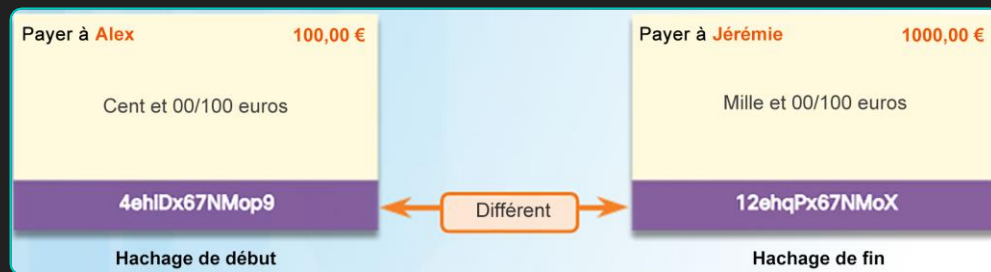 Payer à Alex 100,00 €
Cent et 00/100 euros
4ehIDx67NMop9
Hachage de début
Différent
Payer à Jérémie 1000,00 €
Mille et 00/100 euros
12ehqPx67NMoX
Hachage de fin